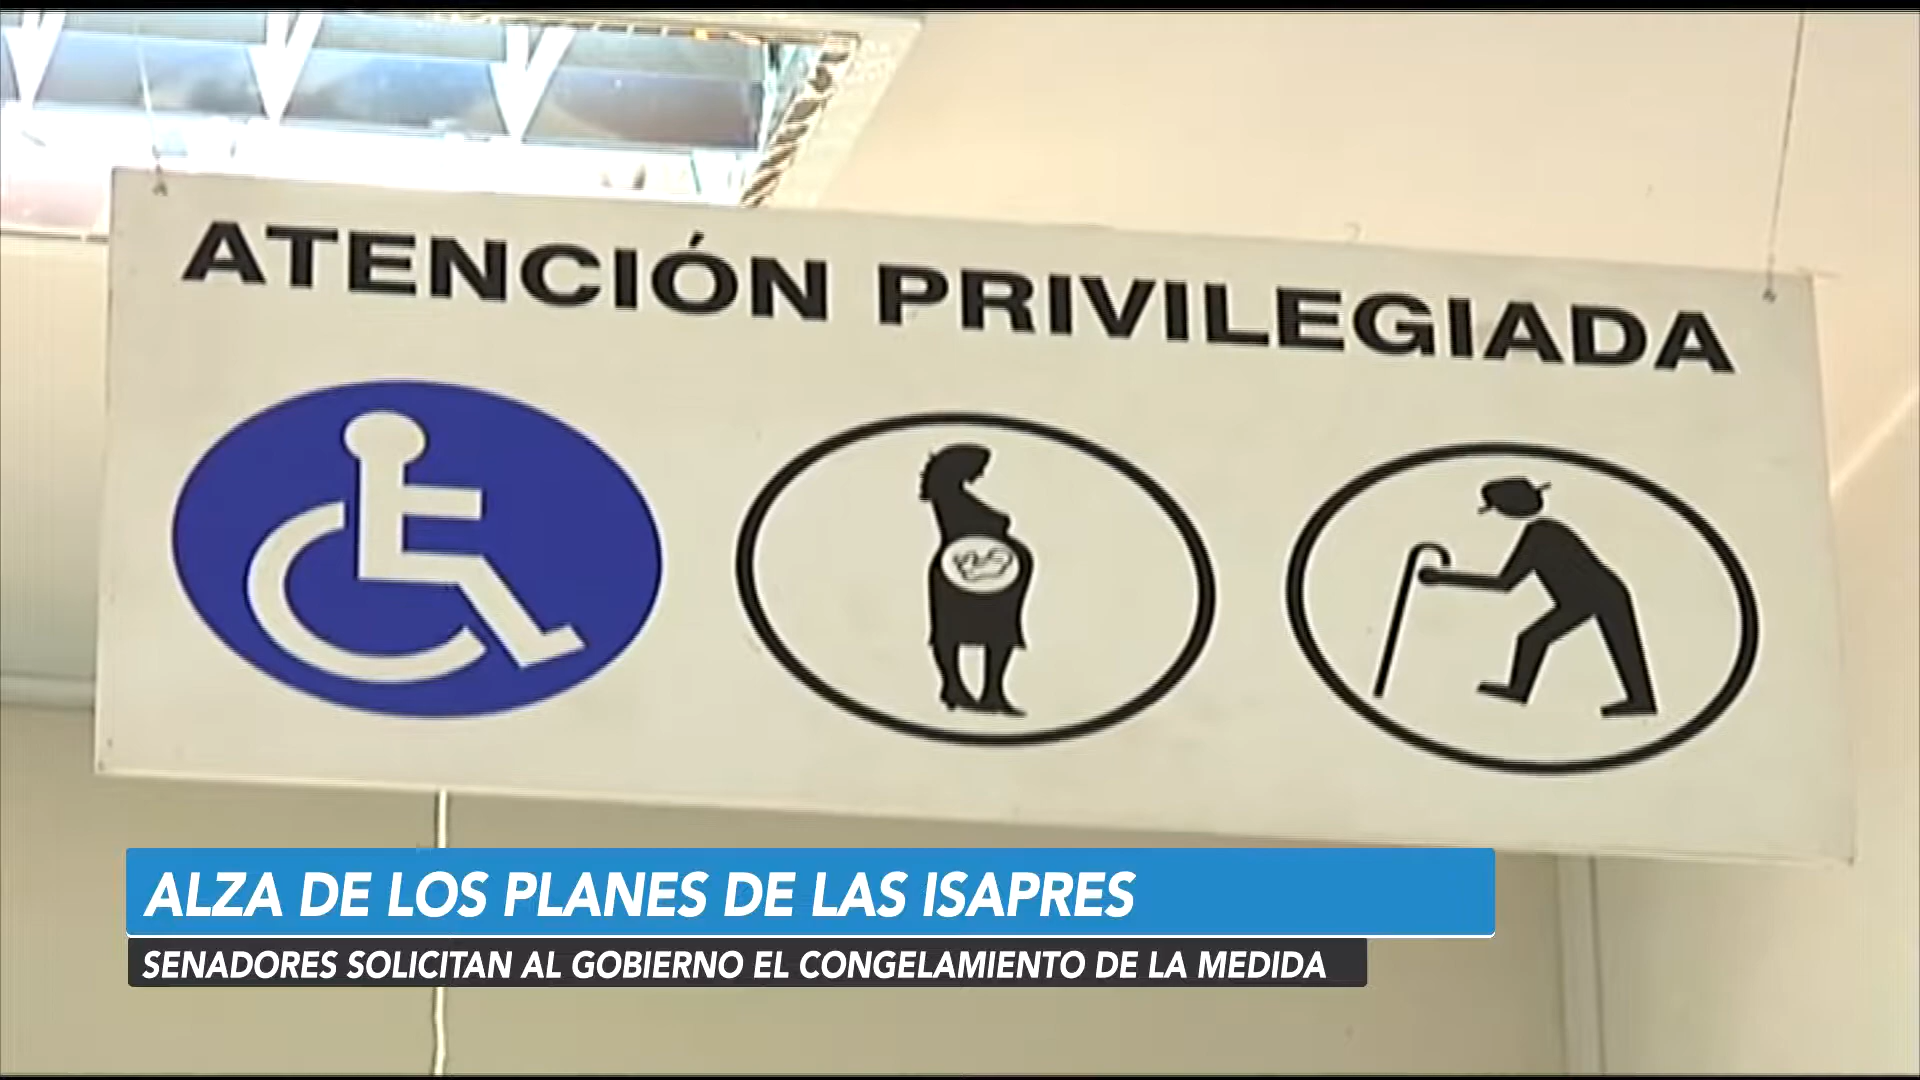 ATENCIÓN PRIVILEGIADA
ALZA DE LOS PLANES DE LAS ISAPRES
SENADORES SOLICITAN AL GOBIERNO EL CONGELAMIENTO DE LA MEDIDA